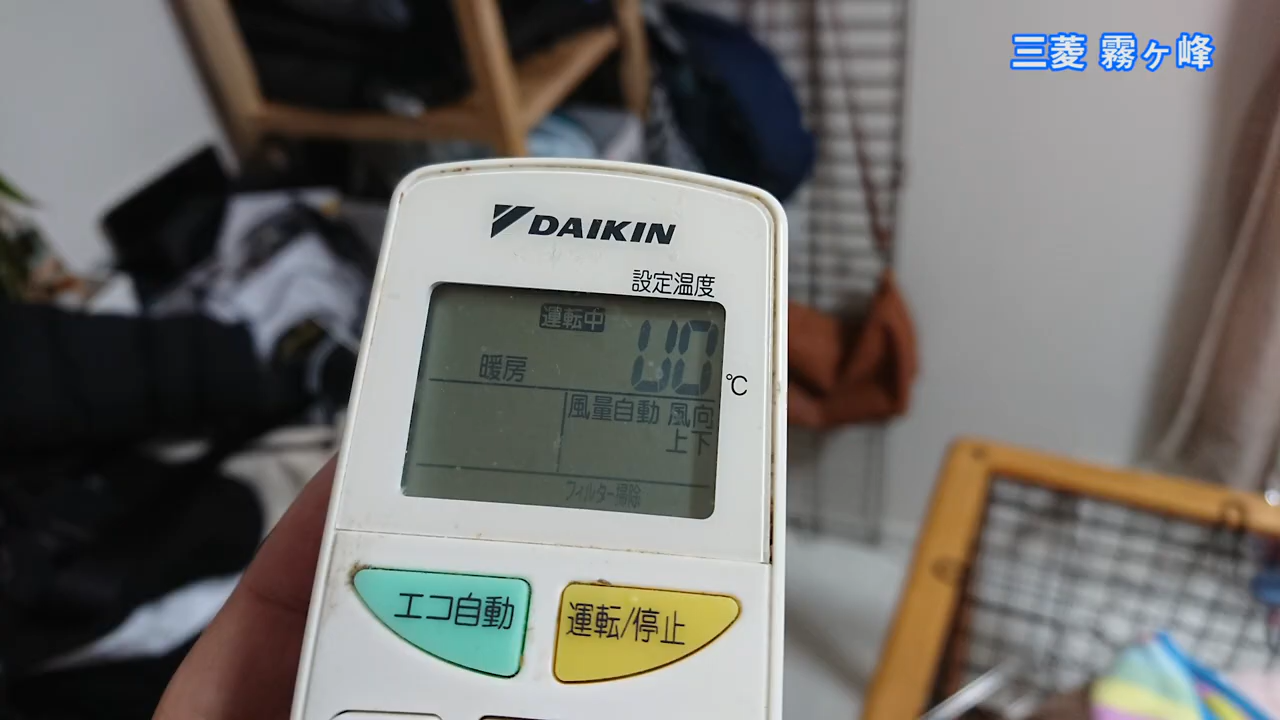 三菱 霧ヶ峰
DAIKIN
設定温度
運転中
U0
℃
暖房
風量自動 風向
上下
フィルター掃除
エコ自動
運転/停止